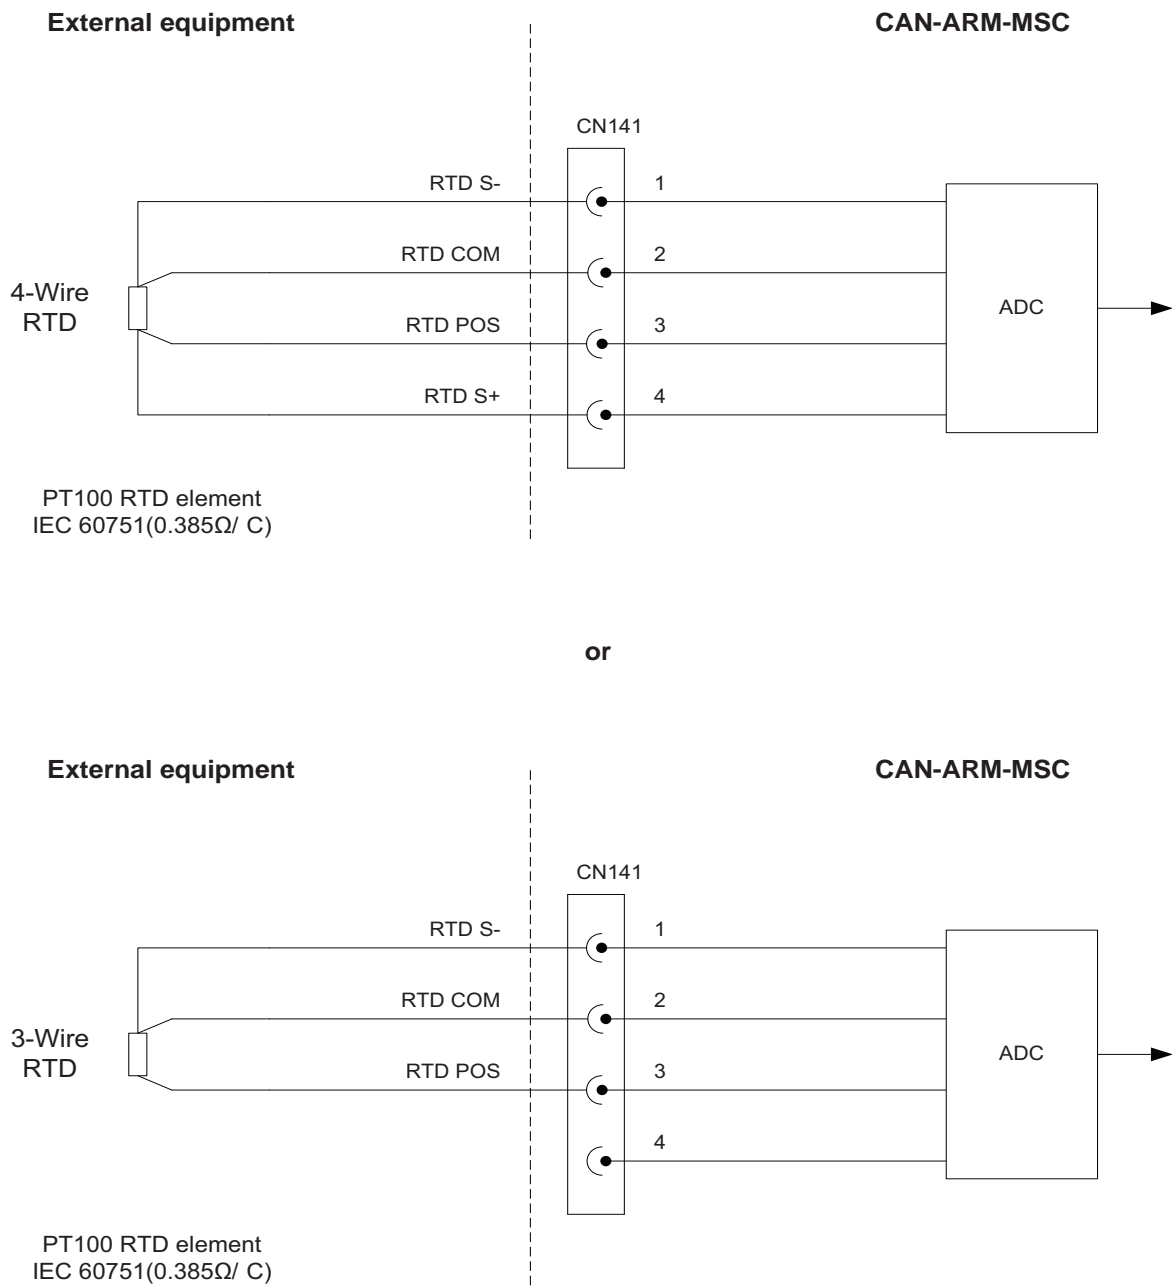 External equipment
CAN-ARM-MSC
CN141
RTD S-
1
RTD COM
2
4-Wire
RTD
RTD POS
3
ADC
RTD S+
4
PT100 RTD element
IEC 60751(0.385Ω/ C)
or
External equipment
CAN-ARM-MSC
CN141
RTD S-
1
RTD COM
2
3-Wire
RTD
RTD POS
3
ADC
4
PT100 RTD element
IEC 60751(0.385Ω/ C)